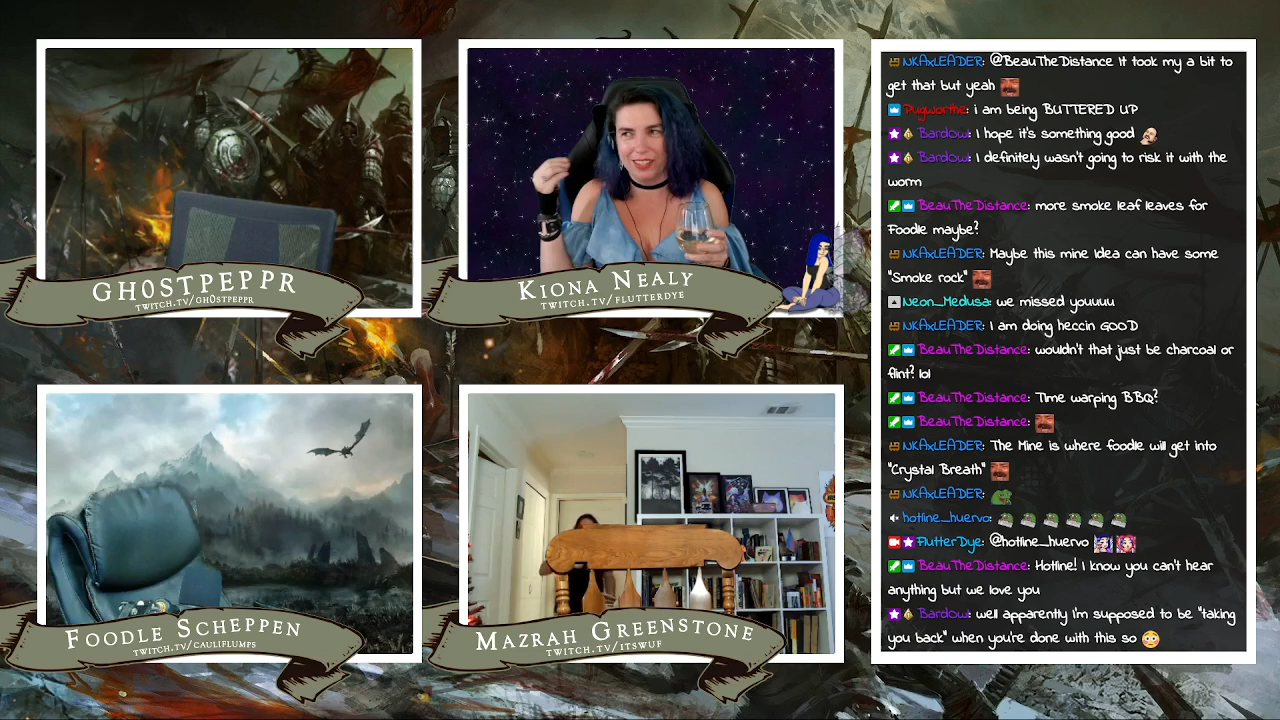 GH0STPEPPR
TWITCH.TV/GH0STPEPPR
KIONA NEALY
TWITCH.TV/FLUTTERDYE
FOODLE SCHEPPEN
TWITCH.TV/CAULIFLUMPS
MAZRAH GREENSTONE
TWITCH.TV/ITSWUF
NKAxLEADER: @BeauTheDistance It took my a bit to
get that but yeah
Pugworthe: i am being BUTTERED UP
Bardow: I hope it's something good
Bardow: I definitely wasn't going to risk it with the
worm
BeauTheDistance: more smoke leaf leaves for
Foodle maybe?
NKAxLEADER: Maybe this mine Idea can have some
"Smoke rock"
Neon_Medusa: we missed youuuu
NKAxLEADER: I am doing heccin GOOD
BeauTheDistance: wouldn't that just be charcoal or
flint? lol
BeauTheDistance: Time warping BBQ?
BeauTheDistance:
NKAxLEADER: The Mine is where foodle will get into
"Crystal Breath"
NKAxLEADER:
hotline_huervo:
FlutterDye: @hotline_huervo
BeauTheDistance: Hotline! I know you can't hear
anything but we love you
Bardow: well apparently I'm supposed to be "taking
you back" when you're done with this so